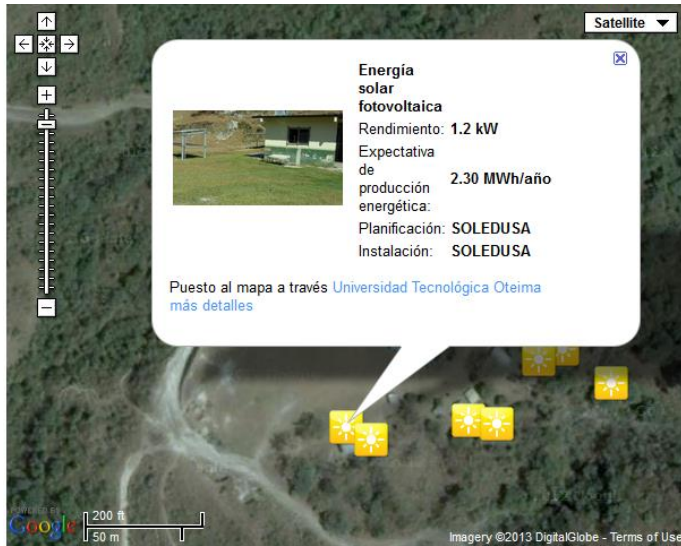 Satellite
Energía
solar
fotovoltaica
Rendimiento: 1.2 kW
Expectativa
de
producción
energética:
2.30 MWh/año
Planificación: SOLEDUSA
Instalación: SOLEDUSA
Puesto al mapa a través Universidad Tecnológica Oteima
más detalles
POWERED BY
Google
200 ft
50 m
Imagery ©2013 DigitalGlobe - Terms of Use